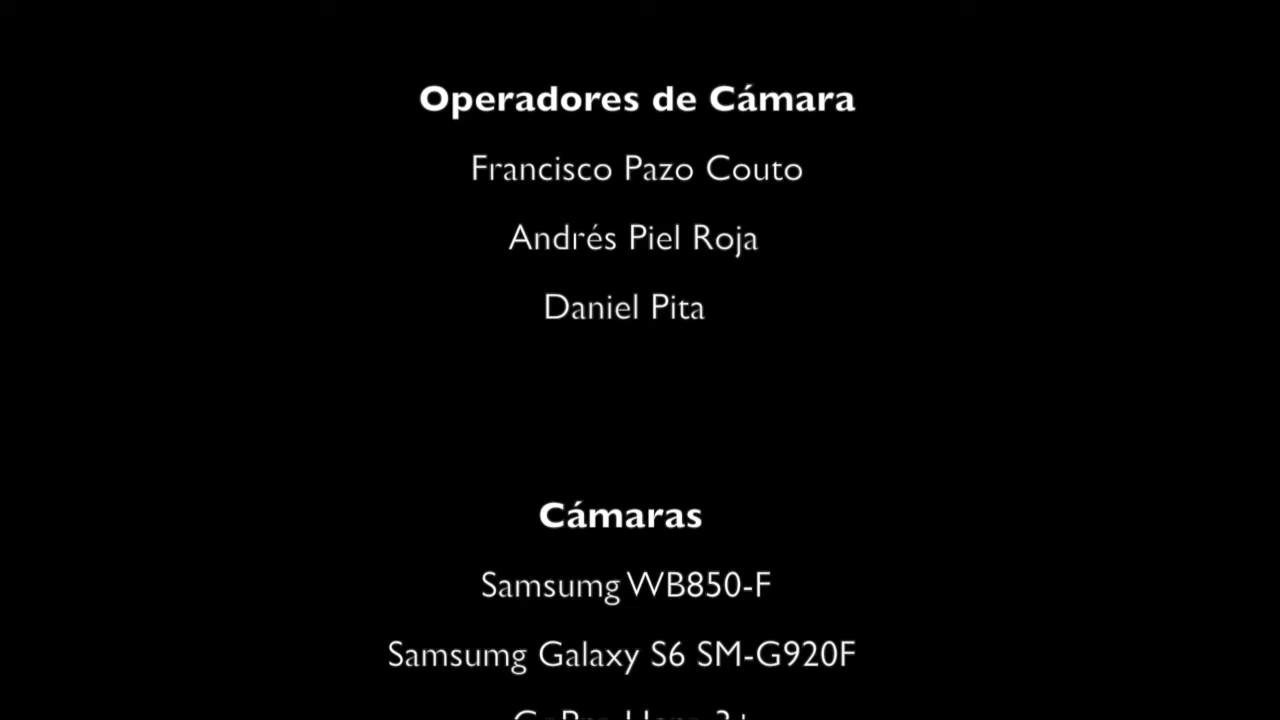 Operadores de Cámara
Francisco Pazo Couto
Andrés Piel Roja
Daniel Pita
Cámaras
Samsumg WB850-F
Samsumg Galaxy S6 SM-G920F